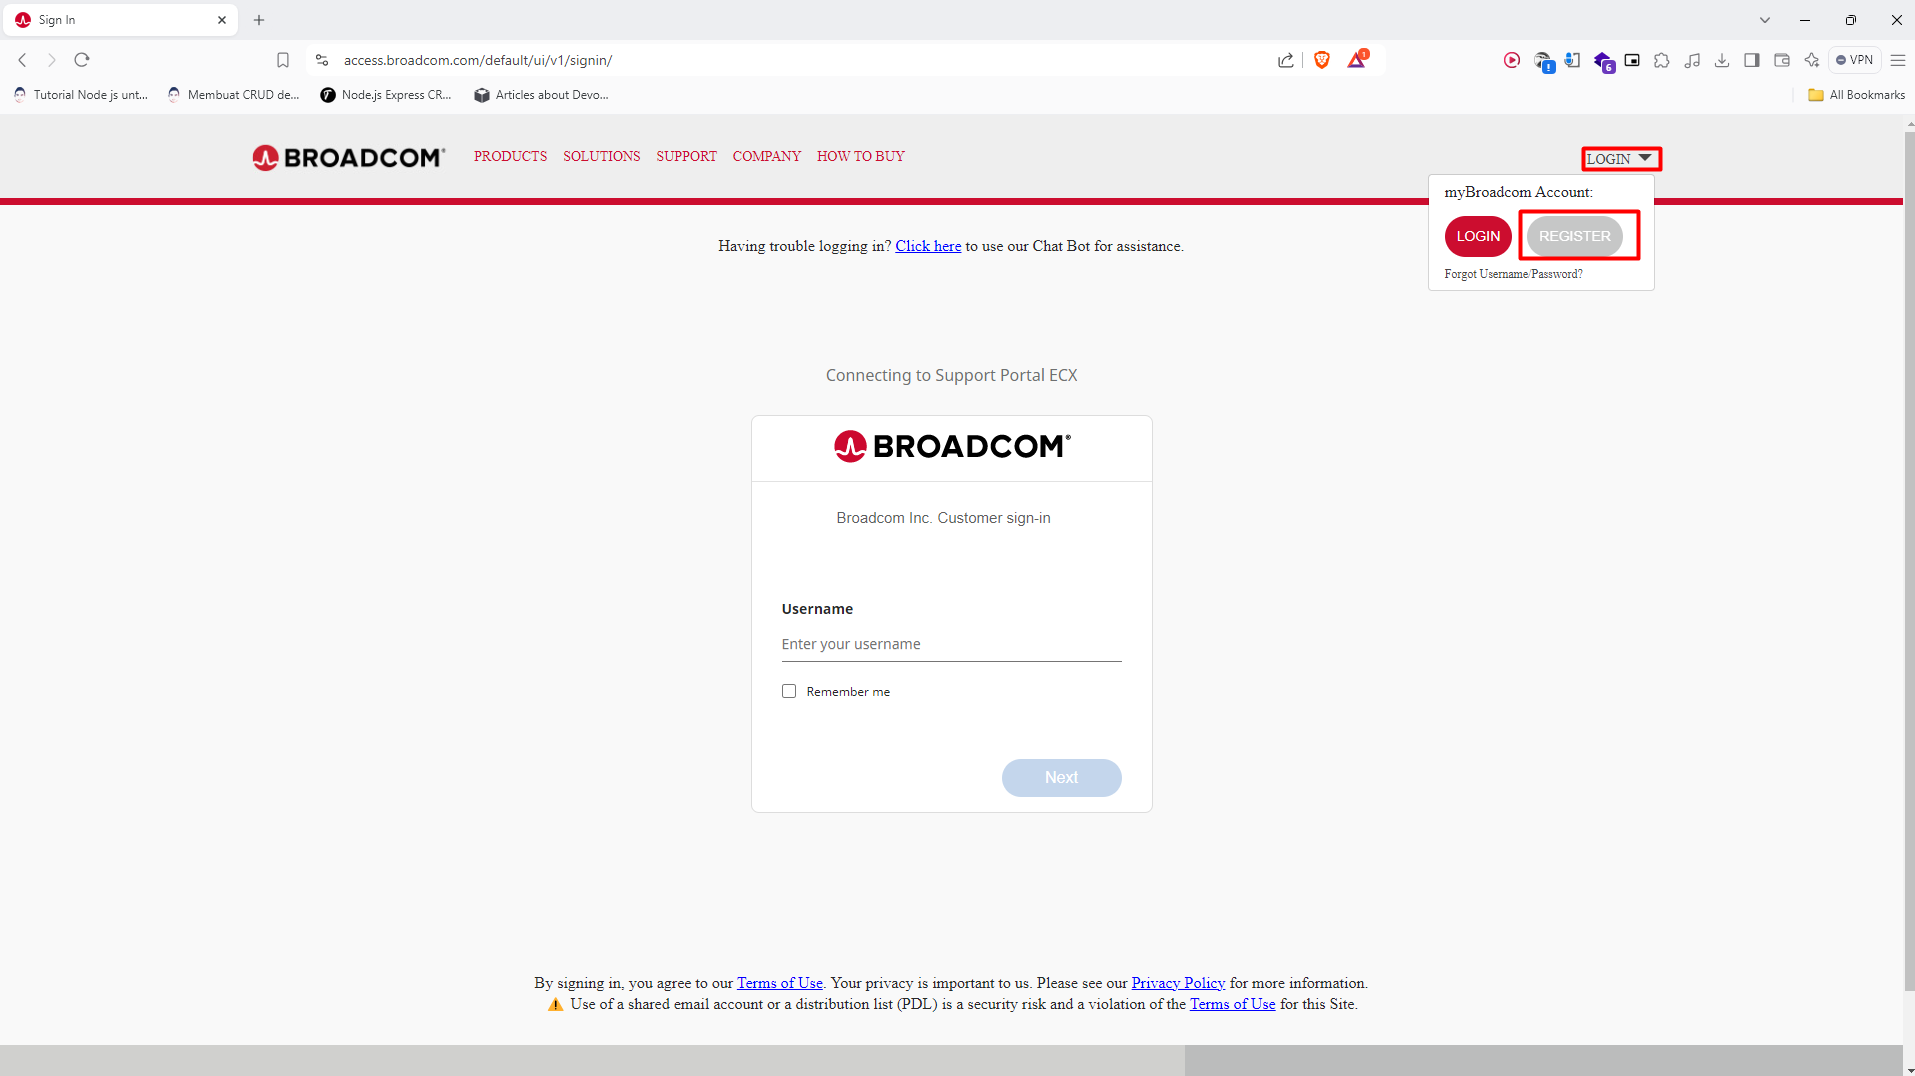 Sign In
access.broadcom.com/default/ui/v1/signin/
1
6
VPN
Tutorial Node js unt...
Membuat CRUD de...
Node.js Express CR...
Articles about Devo...
All Bookmarks
BROADCOM®
PRODUCTS
SOLUTIONS
SUPPORT
COMPANY
HOW TO BUY
LOGIN
myBroadcom Account:
LOGIN
REGISTER
Forgot Username/Password?
Having trouble logging in? Click here to use our Chat Bot for assistance.
Connecting to Support Portal ECX
BROADCOM®
Broadcom Inc. Customer sign-in
Username
Enter your username
Remember me
Next
By signing in, you agree to our Terms of Use. Your privacy is important to us. Please see our Privacy Policy for more information.
Use of a shared email account or a distribution list (PDL) is a security risk and a violation of the Terms of Use for this Site.